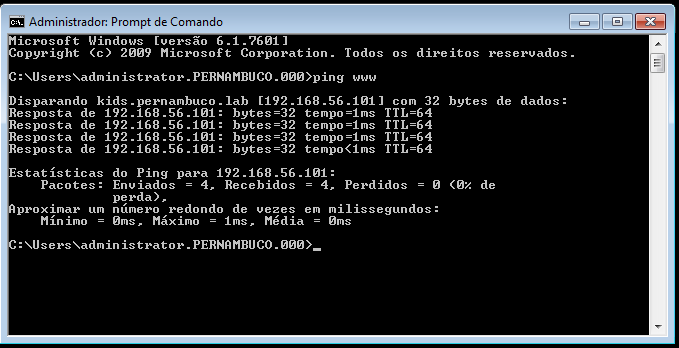 Administrador: Prompt de Comando
Microsoft Windows [versão 6.1.7601]
Copyright (c) 2009 Microsoft Corporation. Todos os direitos reservados.
C:\Users\administrator.PERNAMBUCO.000>ping www
Disparando kids.pernambuco.lab [192.168.56.101] com 32 bytes de dados:
Resposta de 192.168.56.101: bytes=32 tempo=1ms TTL=64
Resposta de 192.168.56.101: bytes=32 tempo=1ms TTL=64
Resposta de 192.168.56.101: bytes=32 tempo=1ms TTL=64
Resposta de 192.168.56.101: bytes=32 tempo<1ms TTL=64
Estatísticas do Ping para 192.168.56.101:
Pacotes: Enviados = 4, Recebidos = 4, Perdidos = 0 (0% de
perda),
Aproximar um número redondo de vezes em milissegundos:
Mínimo = 0ms, Máximo = 1ms, Média = 0ms
C:\Users\administrator.PERNAMBUCO.000>_